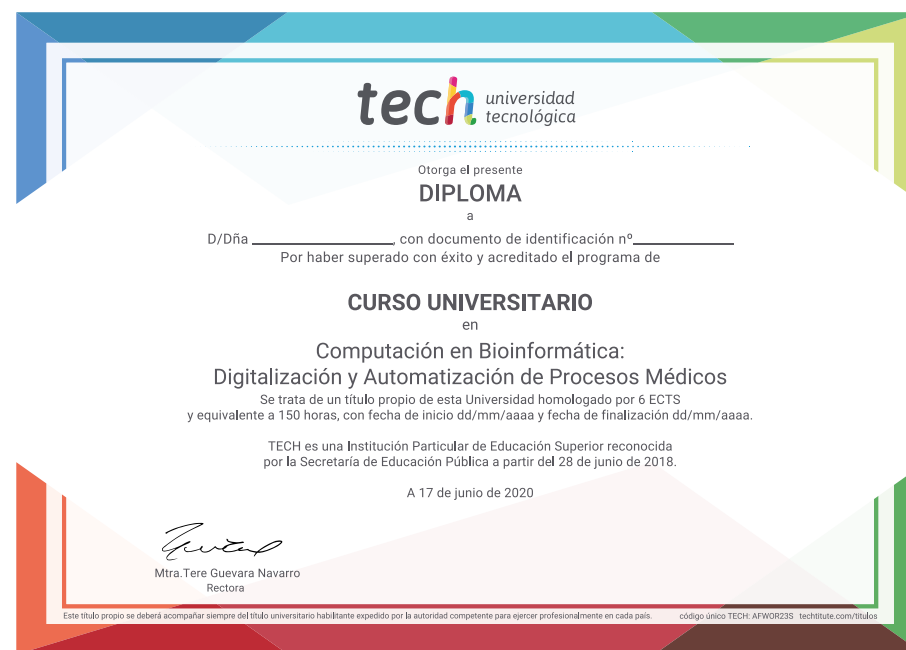 tech universidad
tecnológica
Otorga el presente
DIPLOMA
a
D/Dña ____________________, con documento de identificación nº______________
Por haber superado con éxito y acreditado el programa de
CURSO UNIVERSITARIO
en
Computación en Bioinformática:
Digitalización y Automatización de Procesos Médicos
Se trata de un título propio de esta Universidad homologado por 6 ECTS
y equivalente a 150 horas, con fecha de inicio dd/mm/aaaa y fecha de finalización dd/mm/aaaa.
TECH es una Institución Particular de Educación Superior reconocida
por la Secretaría de Educación Pública a partir del 28 de junio de 2018.
A 17 de junio de 2020
Mtra.Tere Guevara Navarro
Rectora
Este título propio se deberá acompañar siempre del título universitario habilitante expedido por la autoridad competente para ejercer profesionalmente en cada país. código único TECH: AFWOR23S techtitute.com/titulos